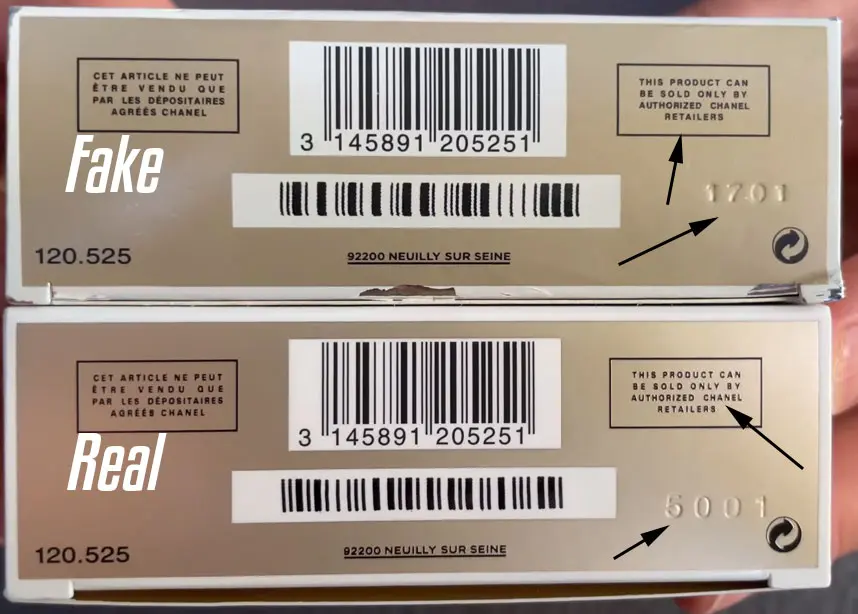 CET ARTICLE NE PEUT
ÊTRE VENDU QUE
PAR LES DÉPOSITAIRES
AGRÉÉS CHANEL
3 145891 205251
THIS PRODUCT CAN
BE SOLD ONLY BY
AUTHORIZED CHANEL
RETAILERS
Fake
1701
120.525
92200 NEUILLY SUR SEINE
CET ARTICLE NE PEUT
ÊTRE VENDU QUE
PAR LES DÉPOSITAIRES
AGRÉÉS CHANEL
3 145891 205251
THIS PRODUCT CAN
BE SOLD ONLY BY
AUTHORIZED CHANEL
RETAILERS
Real
5001
120.525
92200 NEUILLY SUR SEINE